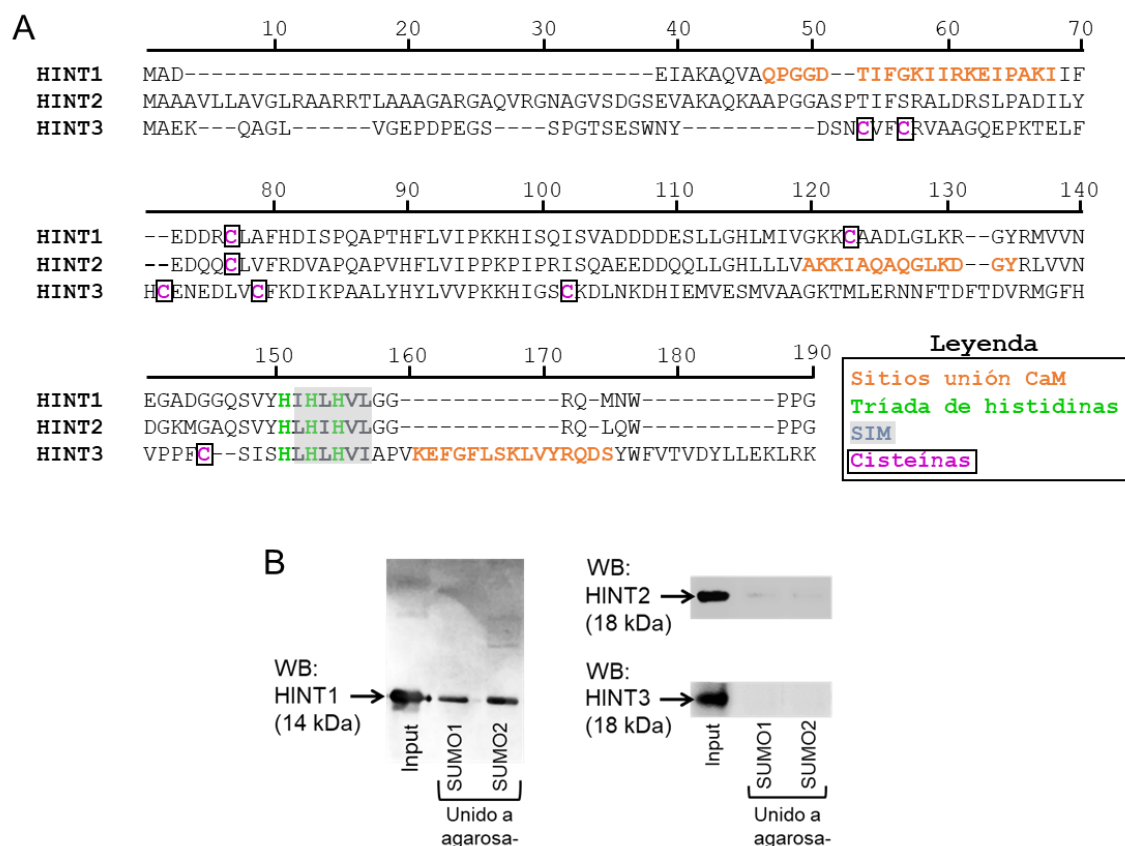 A
10 20 30 40 50 60 70
HINT1 MAD-----------------------------------EIAKAQVAQPGGD--TIFGKIIRKEIPAKIIF
HINT2 MAAAVLLAVGLRAARRTLAAAGARGAQVRGNAGVSDGSEVAKAQKAAPGGASPTIFSRALDRSLPADILY
HINT3 MAEK---QAGL------VGEPDPEGS---SPGTSESWNY-----------DSNCVFCRVAAGQEPKTELF
80 90 100 110 120 130 140
HINT1 --EDDRCLAFHDISPQAPTHFLVIPKKHISQISVADDDDESLLGHLMIVGKKCAADLGLKR--GYRMVVN
HINT2 --EDQQCLVFRDVAPQAPVHFLVIPPKPIPRISQAEEDDQQLLGHLLLVAKKIAQAQGLKD--GYRLVVN
HINT3 HCENEDLVCFKDIKPAALYHYLVVPKKHIGSCKDLNKDHIEMVESMVAAGKTMLERNNFTDFTDVRMGFH
150 160 170 180 190
HINT1 EGADGGQSVYHIHLHVLGG------------RQ-MNW----------PPG
HINT2 DGKMGAQSVYHLHIHVLGG------------RQ-LQW----------PPG
HINT3 VPPFC--SISHLHLHVIAPVKEFGFLSKLVYRQDSYWFVTVDYLLEKLRK
Leyenda
Sitios unión CaM
Tríada de histidinas
SIM
Cisteínas
B
WB:
HINT1
(14 kDa)
Input
SUMO1
SUMO2
Unido a
agarosa-
WB:
HINT2
(18 kDa)
WB:
HINT3
(18 kDa)
Input
SUMO1
SUMO2
Unido a
agarosa-